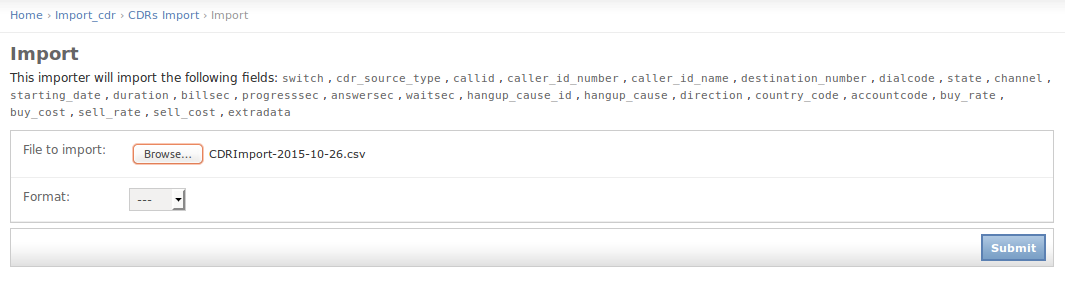 Home › Import_cdr › CDRs Import › Import
Import
This importer will import the following fields: switch , cdr_source_type , callid , caller_id_number , caller_id_name , destination_number , dialcode , state , channel ,
starting_date , duration , billsec , progresssec , answersec , waitsec , hangup_cause_id , hangup_cause , direction , country_code , accountcode , buy_rate ,
buy_cost , sell_rate , sell_cost , extradata
File to import: Browse... CDRImport-2015-10-26.csv
Format: ---
Submit